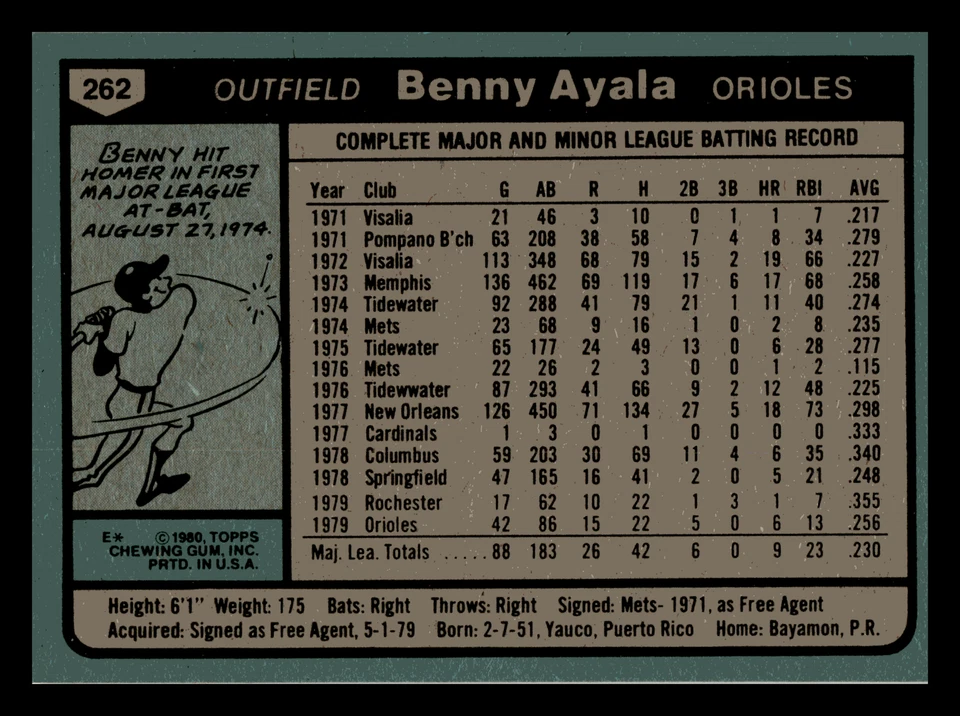 262 OUTFIELD Benny Ayala ORIOLES
BENNY HIT
HOMER IN FIRST
MAJOR LEAGUE
AT-BAT,
AUGUST 27, 1974.
E* © 1980, TOPPS
CHEWING GUM, INC.
PRTD. IN U.S.A.
COMPLETE MAJOR AND MINOR LEAGUE BATTING RECORD
Year Club G AB R H 2B 3B HR RBI AVG
1971 Visalia 21 46 3 10 0 1 1 7 .217
1971 Pompano B'ch 63 208 38 58 7 4 8 34 .279
1972 Visalia 113 348 68 79 15 2 19 66 .227
1973 Memphis 136 462 69 119 17 6 17 68 .258
1974 Tidewater 92 288 41 79 21 1 11 40 .274
1974 Mets 23 68 9 16 1 0 2 8 .235
1975 Tidewater 65 177 24 49 13 0 6 28 .277
1976 Mets 22 26 2 3 0 0 1 2 .115
1976 Tidewwater 87 293 41 66 9 2 12 48 .225
1977 New Orleans 126 450 71 134 27 5 18 73 .298
1977 Cardinals 1 3 0 1 0 0 0 0 .333
1978 Columbus 59 203 30 69 11 4 6 35 .340
1978 Springfield 47 165 16 41 2 0 5 21 .248
1979 Rochester 17 62 10 22 1 3 1 7 .355
1979 Orioles 42 86 15 22 5 0 6 13 .256
Maj. Lea. Totals ..... 88 183 26 42 6 0 9 23 .230
Height: 6'1" Weight: 175 Bats: Right Throws: Right Signed: Mets- 1971, as Free Agent
Acquired: Signed as Free Agent, 5-1-79 Born: 2-7-51, Yauco, Puerto Rico Home: Bayamon, P.R.